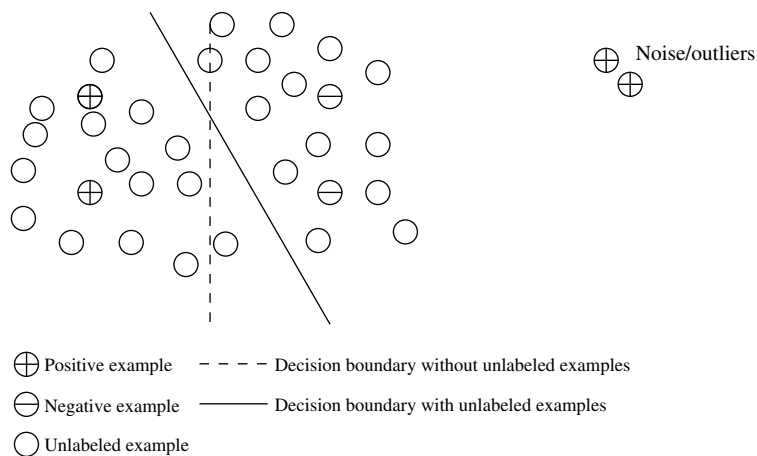 Noise/outliers
Positive example
Decision boundary without unlabeled examples
Negative example
Decision boundary with unlabeled examples
Unlabeled example